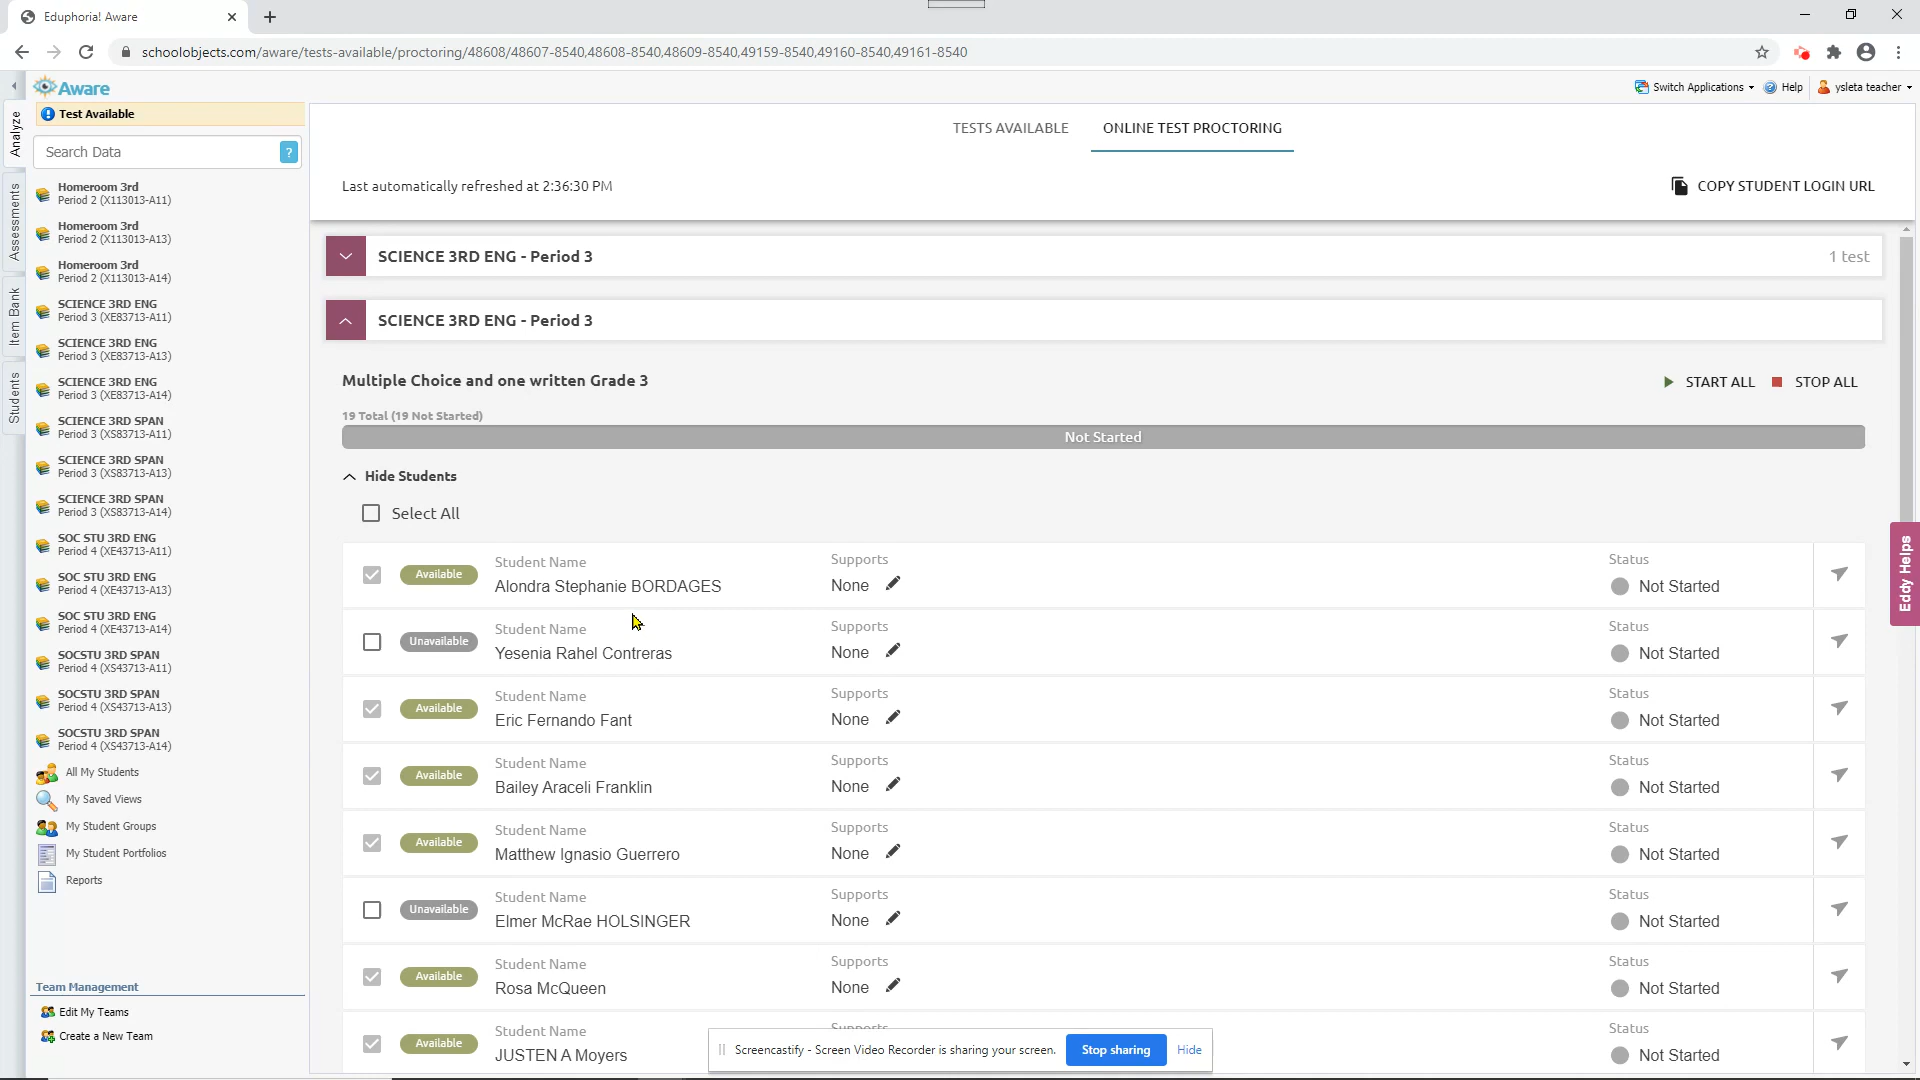 Eduphoria! Aware
schoolobjects.com/aware/tests-available/proctoring/48608/48607-8540,48608-8540,48609-8540,49159-8540,49160-8540,49161-8540
Aware
Switch Applications
Help
ysleta teacher
Analyze
Assessments
Item Bank
Students
Test Available
Search Data
?
Homeroom 3rd
Period 2 (X113013-A11)
Homeroom 3rd
Period 2 (X113013-A13)
Homeroom 3rd
Period 2 (X113013-A14)
SCIENCE 3RD ENG
Period 3 (XE83713-A11)
SCIENCE 3RD ENG
Period 3 (XE83713-A13)
SCIENCE 3RD ENG
Period 3 (XE83713-A14)
SCIENCE 3RD SPAN
Period 3 (XS83713-A11)
SCIENCE 3RD SPAN
Period 3 (XS83713-A13)
SCIENCE 3RD SPAN
Period 3 (XS83713-A14)
SOC STU 3RD ENG
Period 4 (XE43713-A11)
SOC STU 3RD ENG
Period 4 (XE43713-A13)
SOC STU 3RD ENG
Period 4 (XE43713-A14)
SOCSTU 3RD SPAN
Period 4 (XS43713-A11)
SOCSTU 3RD SPAN
Period 4 (XS43713-A13)
SOCSTU 3RD SPAN
Period 4 (XS43713-A14)
All My Students
My Saved Views
My Student Groups
My Student Portfolios
Reports
Team Management
Edit My Teams
Create a New Team
TESTS AVAILABLE
ONLINE TEST PROCTORING
Last automatically refreshed at 2:36:30 PM
COPY STUDENT LOGIN URL
SCIENCE 3RD ENG - Period 3
1 test
SCIENCE 3RD ENG - Period 3
Multiple Choice and one written Grade 3
START ALL
STOP ALL
19 Total (19 Not Started)
Not Started
Hide Students
Select All
Student Name Supports Status
Available Alondra Stephanie BORDAGES None Not Started
Student Name Supports Status
Unavailable Yesenia Rahel Contreras None Not Started
Student Name Supports Status
Available Eric Fernando Fant None Not Started
Student Name Supports Status
Available Bailey Araceli Franklin None Not Started
Student Name Supports Status
Available Matthew Ignasio Guerrero None Not Started
Student Name Supports Status
Unavailable Elmer McRae HOLSINGER None Not Started
Student Name Supports Status
Available Rosa McQueen None Not Started
Student Name Supports Status
Available JUSTEN A Moyers Not Started
Eddy Helps
Screencastify - Screen Video Recorder is sharing your screen.
Stop sharing
Hide